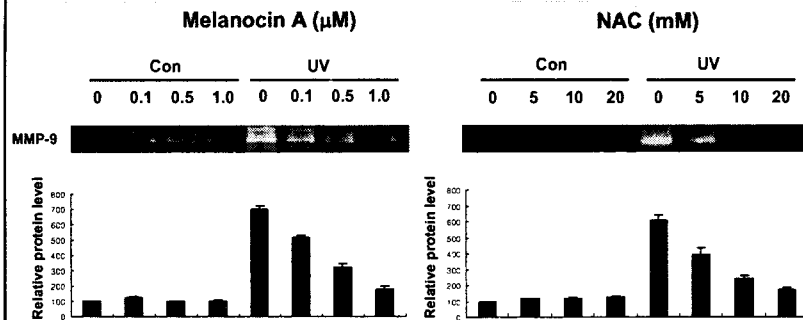 Melanocin A (μM)
NAC (mM)
Con UV
Con UV
0 0.1 0.5 1.0 0 0.1 0.5 1.0
0 5 10 20 0 5 10 20
MMP-9
Relative protein level
800
700
600
500
400
300
200
100
0
Relative protein level
800
700
600
500
400
300
200
100
0